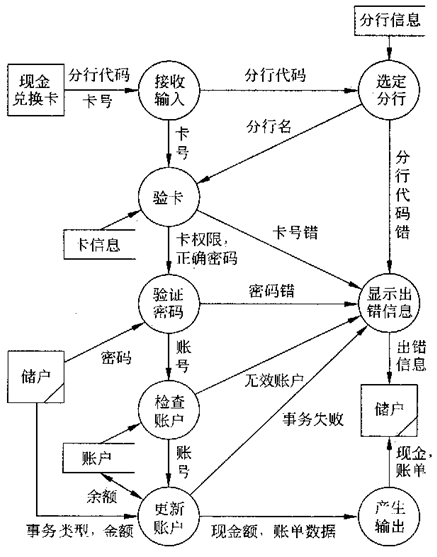 分行信息
现金
兑换卡
分行代码
卡号
接收
输入
分行代码
选定
分行
卡
号
分行名
分
行
代
码
错
验卡
卡信息
卡权限,
正确密码
卡号错
验证
密码
密码错
显示出
错信息
储户
密码
账
号
无效账户
出错
信息
检查
账户
事务失败
储户
账户
账
号
现金,
账单
余额
更新
账户
产生
输出
事务类型,金额
现金额,账单数据